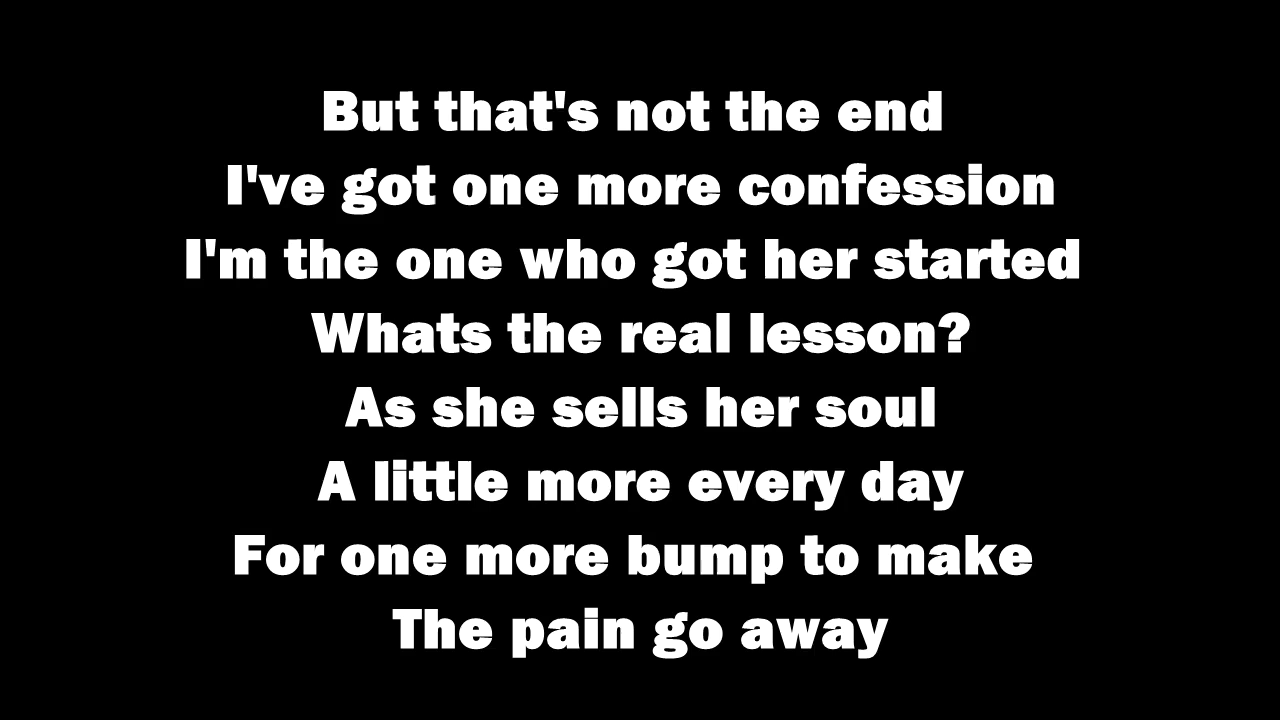 But that's not the end
I've got one more confession
I'm the one who got her started
Whats the real lesson?
As she sells her soul
A little more every day
For one more bump to make
The pain go away